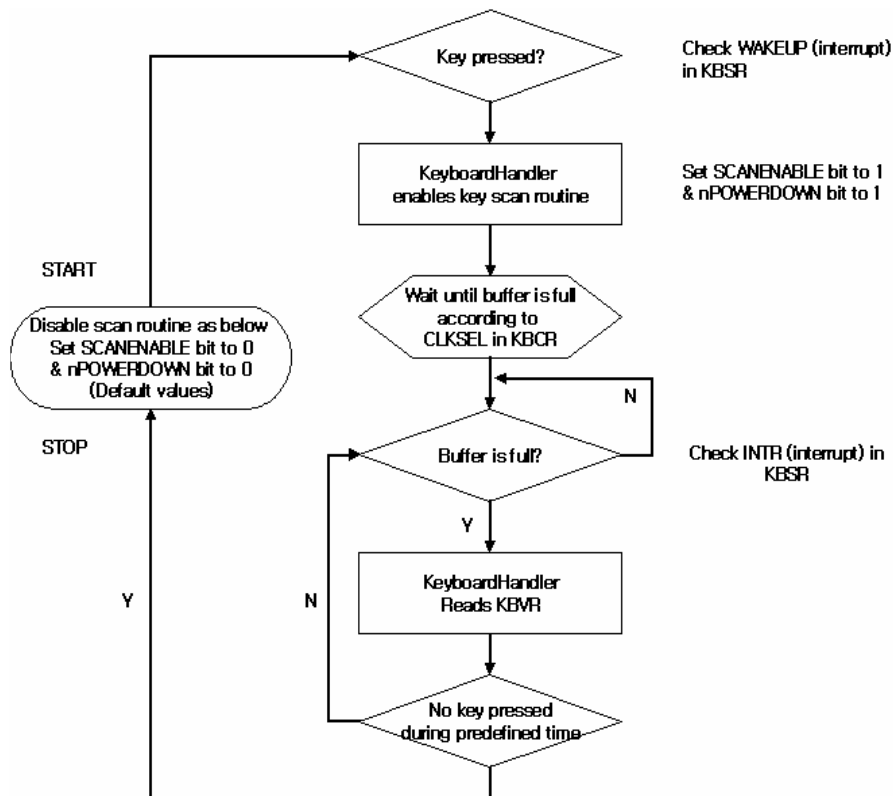 Key pressed?
Check WAKEUP (interrupt)
in KBSR
KeyboardHandler
enables key scan routine
Set SCANENABLE bit to 1
& nPOWERDOWN bit to 1
START
Wait until buffer is full
according to
CLKSEL in KBCR
Disable scan routine as below
Set SCANENABLE bit to 0
& nPOWERDOWN bit to 0
(Default values)
N
STOP
Buffer is full?
Check INTR (interrupt) in
KBSR
Y
KeyboardHandler
Reads KBVR
Y
N
No key pressed
during predefined time